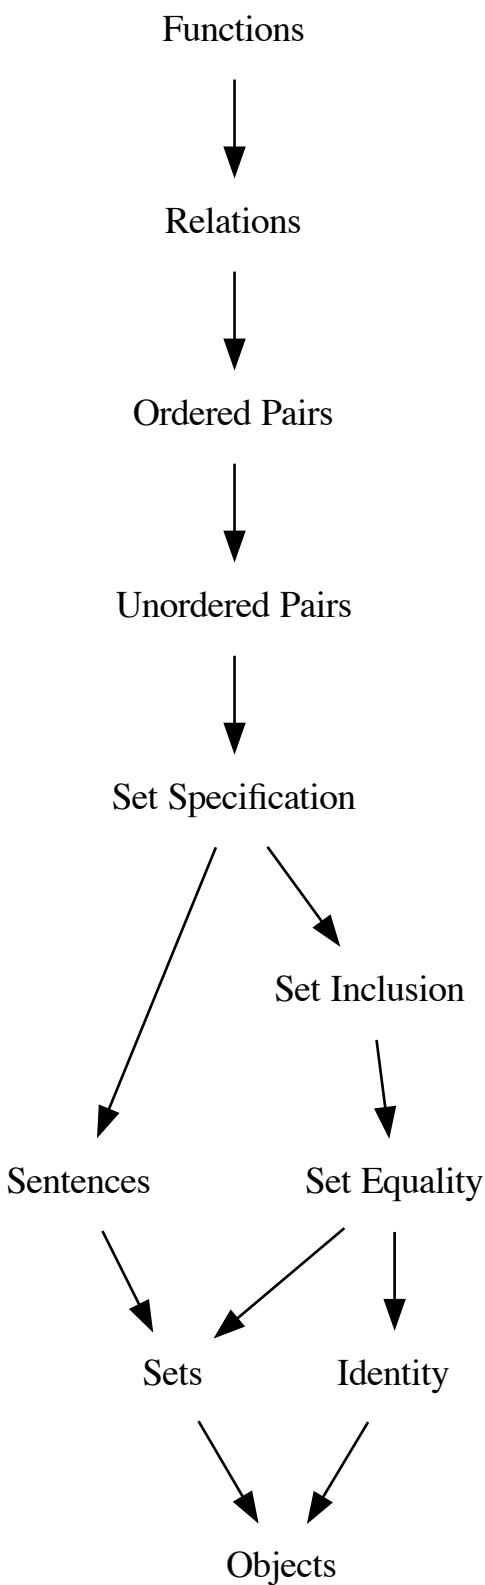 Functions
Relations
Ordered Pairs
Unordered Pairs
Set Specification
Set Inclusion
Sentences
Set Equality
Sets
Identity
Objects